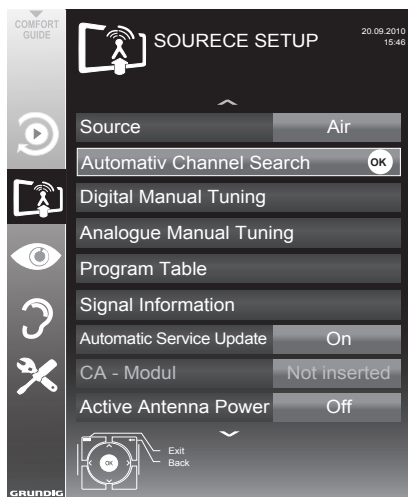 COMFORT
GUIDE
SOURECE SETUP
20.09.2010
15:46
Source Air
Automativ Channel Search OK
Digital Manual Tuning
Analogue Manual Tuning
Program Table
Signal Information
Automatic Service Update On
CA - Modul Not inserted
Active Antenna Power Off
Exit
OK Back
GRUNDIG